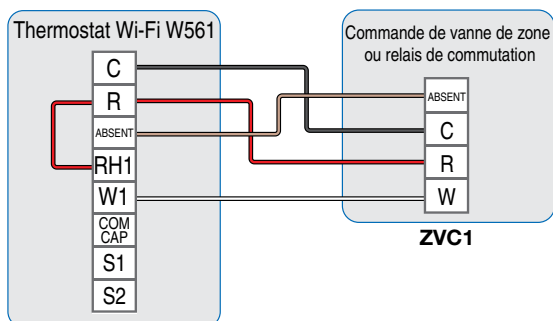 Thermostat Wi-Fi W561
C
R
ABSENT
RH1
W1
COM
CAP
S1
S2
Commande de vanne de zone
ou relais de commutation
ABSENT
C
R
W
ZVC1